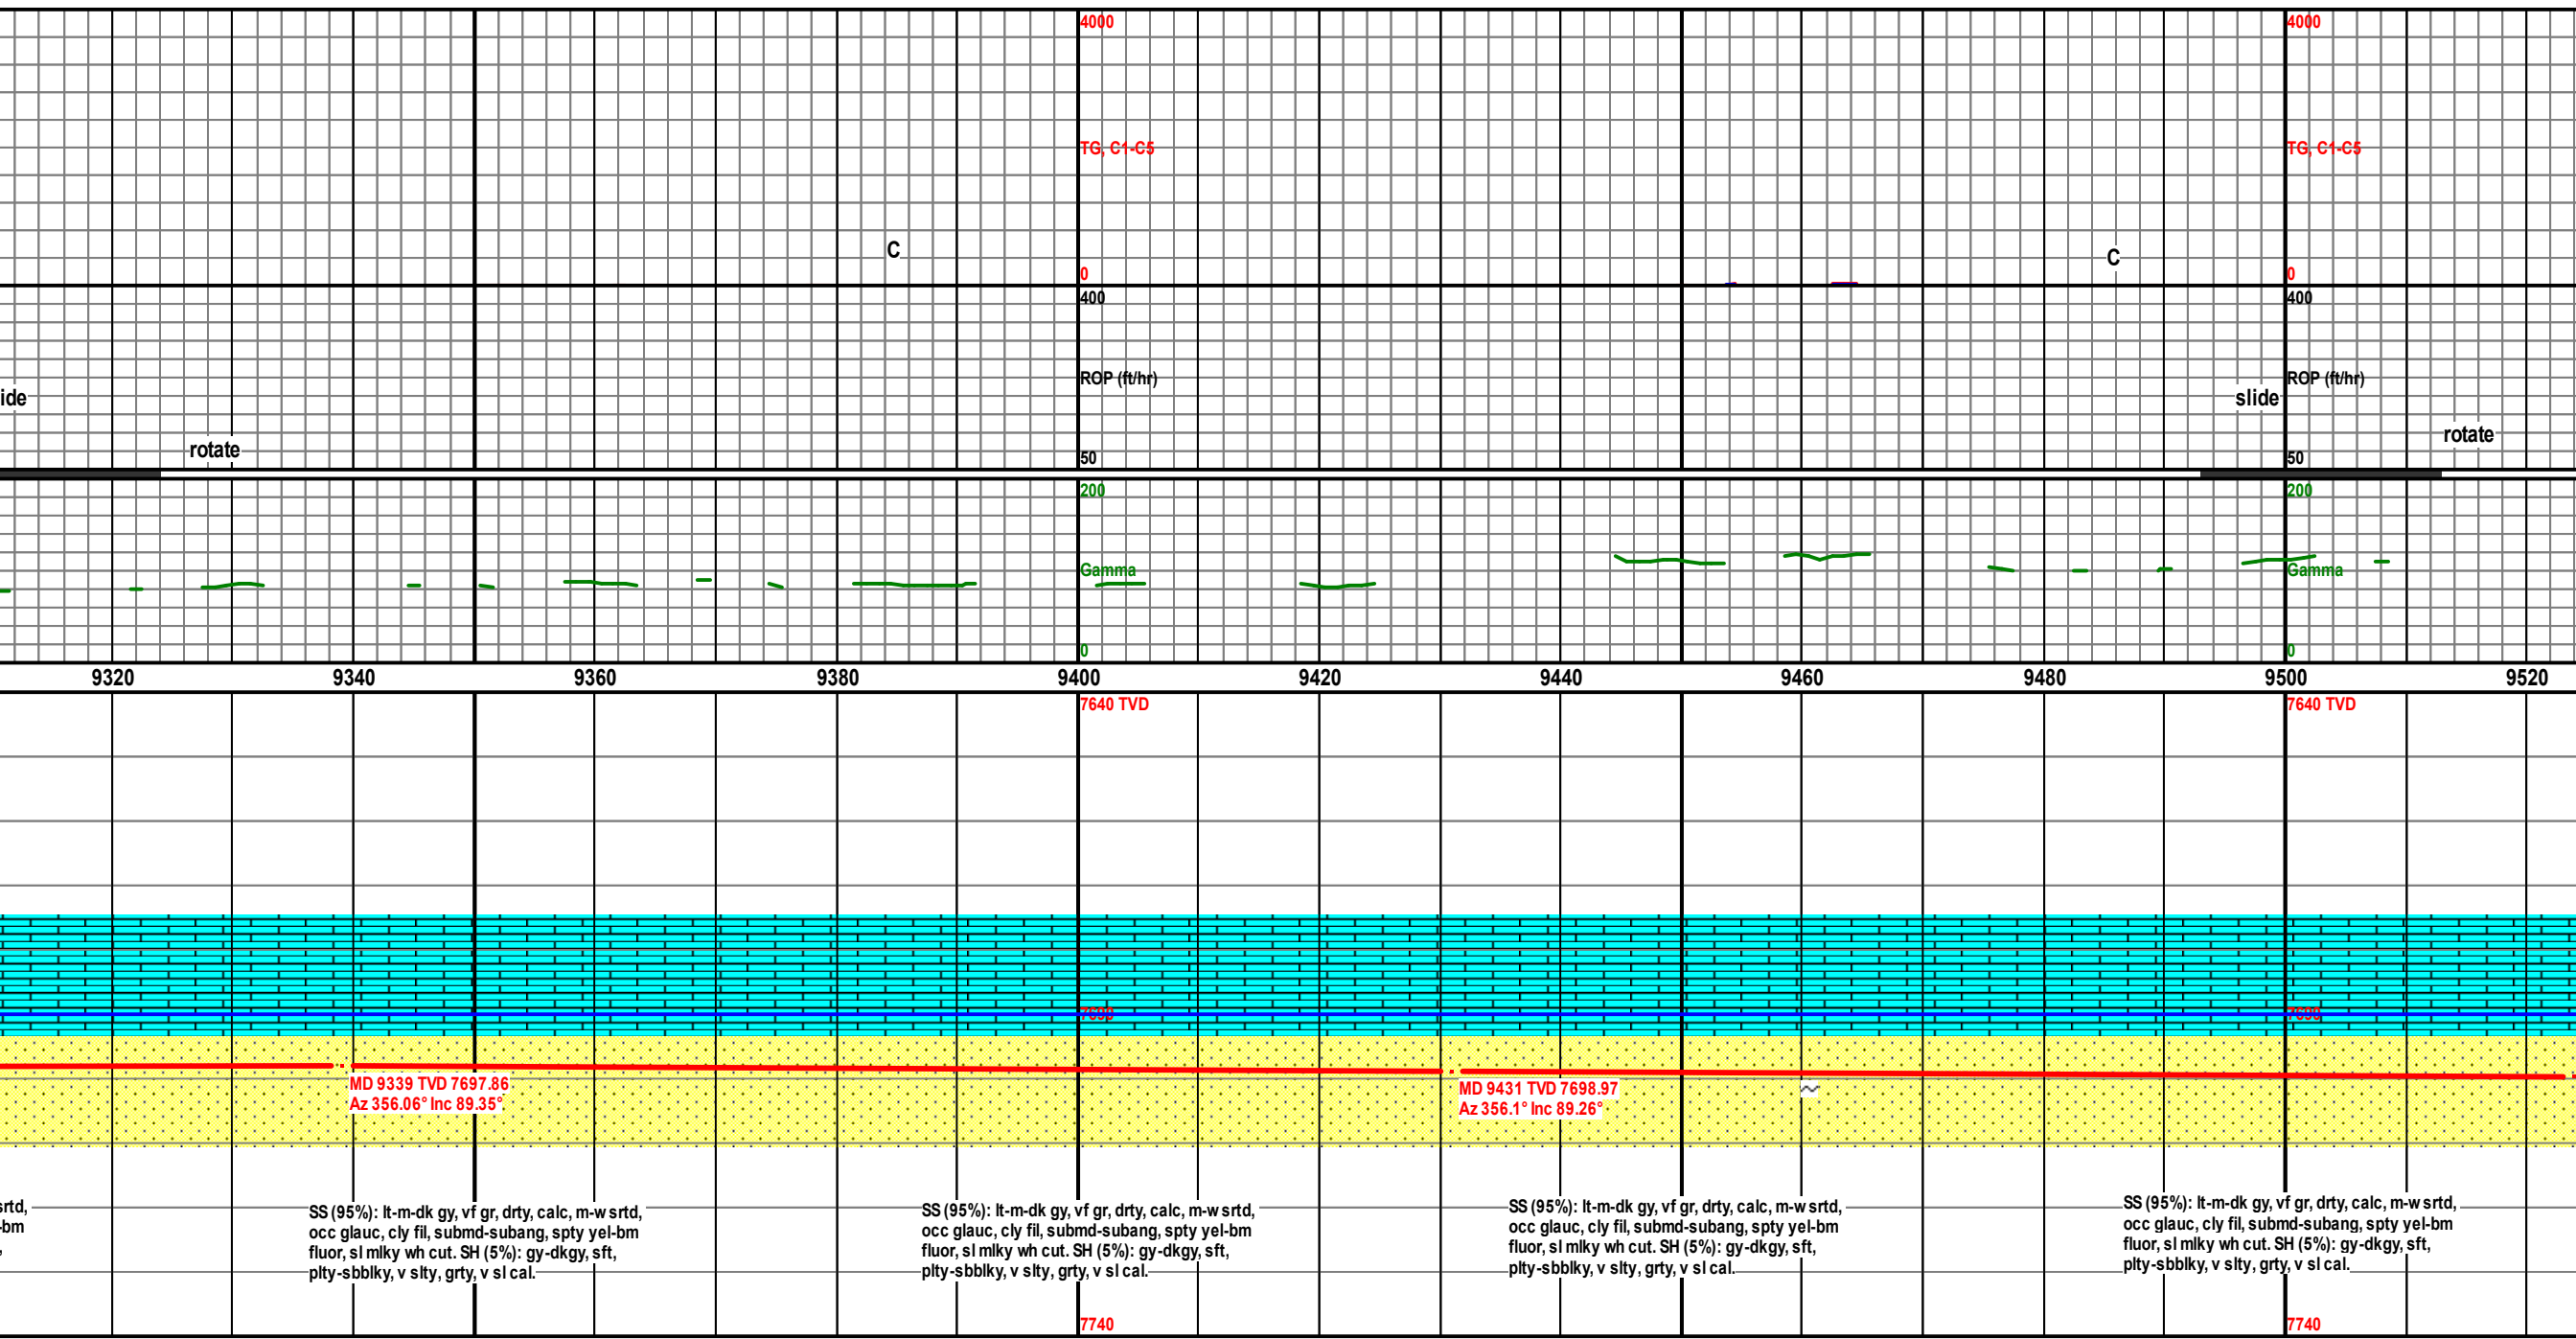 4000
4000
TG, C1-C5
TG, C1-C5
C
C
0
0
400
400
ROP (ft/hr)
ROP (ft/hr)
ide
slide
rotate
rotate
50
50
200
200
Gamma
Gamma
0
0
9320 9340 9360 9380 9400 9420 9440 9460 9480 9500 9520
7640 TVD
7640 TVD
7690
7690
MD 9339 TVD 7697.86
Az 356.06° Inc 89.35°
MD 9431 TVD 7698.97
Az 356.1° Inc 89.26°
srtd,
-bm
SS (95%): lt-m-dk gy, vf gr, drty, calc, m-w srtd,
occ glauc, cly fil, submd-subang, spty yel-bm
fluor, sl mlky wh cut. SH (5%): gy-dkgy, sft,
plty-sbblky, v slty, grty, v sl cal.
SS (95%): lt-m-dk gy, vf gr, drty, calc, m-w srtd,
occ glauc, cly fil, submd-subang, spty yel-bm
fluor, sl mlky wh cut. SH (5%): gy-dkgy, sft,
plty-sbblky, v slty, grty, v sl cal.
SS (95%): lt-m-dk gy, vf gr, drty, calc, m-w srtd,
occ glauc, cly fil, submd-subang, spty yel-bm
fluor, sl mlky wh cut. SH (5%): gy-dkgy, sft,
plty-sbblky, v slty, grty, v sl cal.
SS (95%): lt-m-dk gy, vf gr, drty, calc, m-w srtd,
occ glauc, cly fil, submd-subang, spty yel-bm
fluor, sl mlky wh cut. SH (5%): gy-dkgy, sft,
plty-sbblky, v slty, grty, v sl cal.
7740
7740